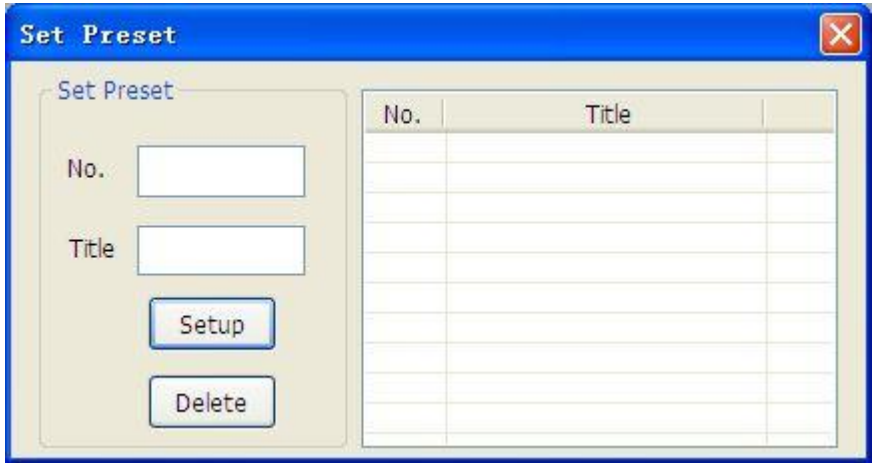 Set Preset
Set Preset
No.
Title
Setup
Delete
No. Title